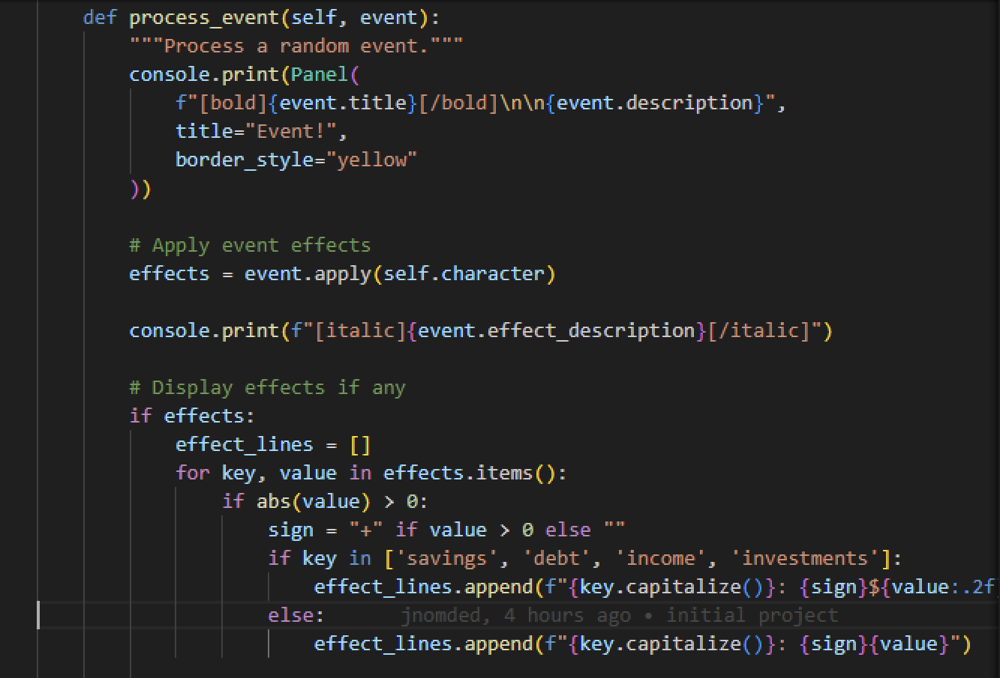 def process_event(self, event):
"""Process a random event."""
console.print(Panel(
f"[bold]{event.title}[/bold]\n\n{event.description}",
title="Event!",
border_style="yellow"
))
# Apply event effects
effects = event.apply(self.character)
console.print(f"[italic]{event.effect_description}[/italic]")
# Display effects if any
if effects:
effect_lines = []
for key, value in effects.items():
if abs(value) > 0:
sign = "+" if value > 0 else ""
if key in ['savings', 'debt', 'income', 'investments']:
effect_lines.append(f"{key.capitalize()}: {sign}${value:.2f}
else: jnomded, 4 hours ago • initial project
effect_lines.append(f"{key.capitalize()}: {sign}{value}")